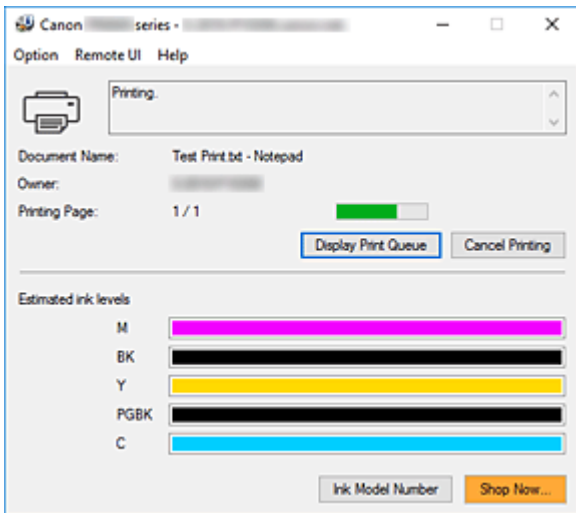 Canon series -
Option Remote UI Help
Printing.
Document Name: Test Print.txt - Notepad
Owner:
Printing Page: 1 / 1
Display Print Queue Cancel Printing
Estimated ink levels
M
BK
Y
PGBK
C
Ink Model Number Shop Now...